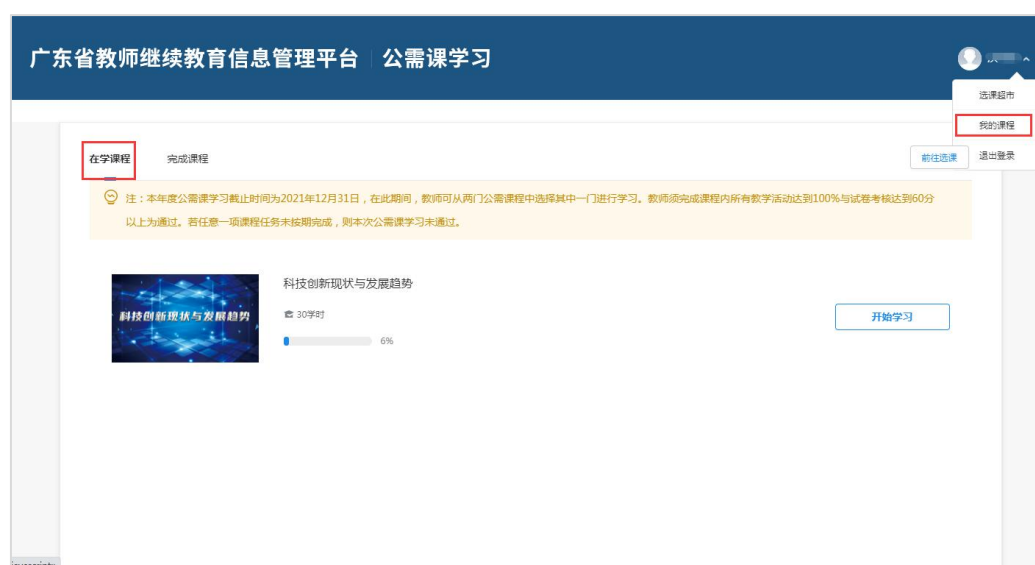 广东省教师继续教育信息管理平台 公需课学习
选课超市
我的课程
退出登录
在学课程 完成课程 前往选课
注：本年度公需课学习截止时间为2021年12月31日，在此期间，教师可从两门公需课程中选择其中一门进行学习。教师须完成课程内所有教学活动达到100%与试卷考核达到60分
以上为通过。若任意一项课程任务未按期完成，则本次公需课学习未通过。
科技创新现状与发展趋势
科技创新现状与发展趋势
30学时
开始学习
6%